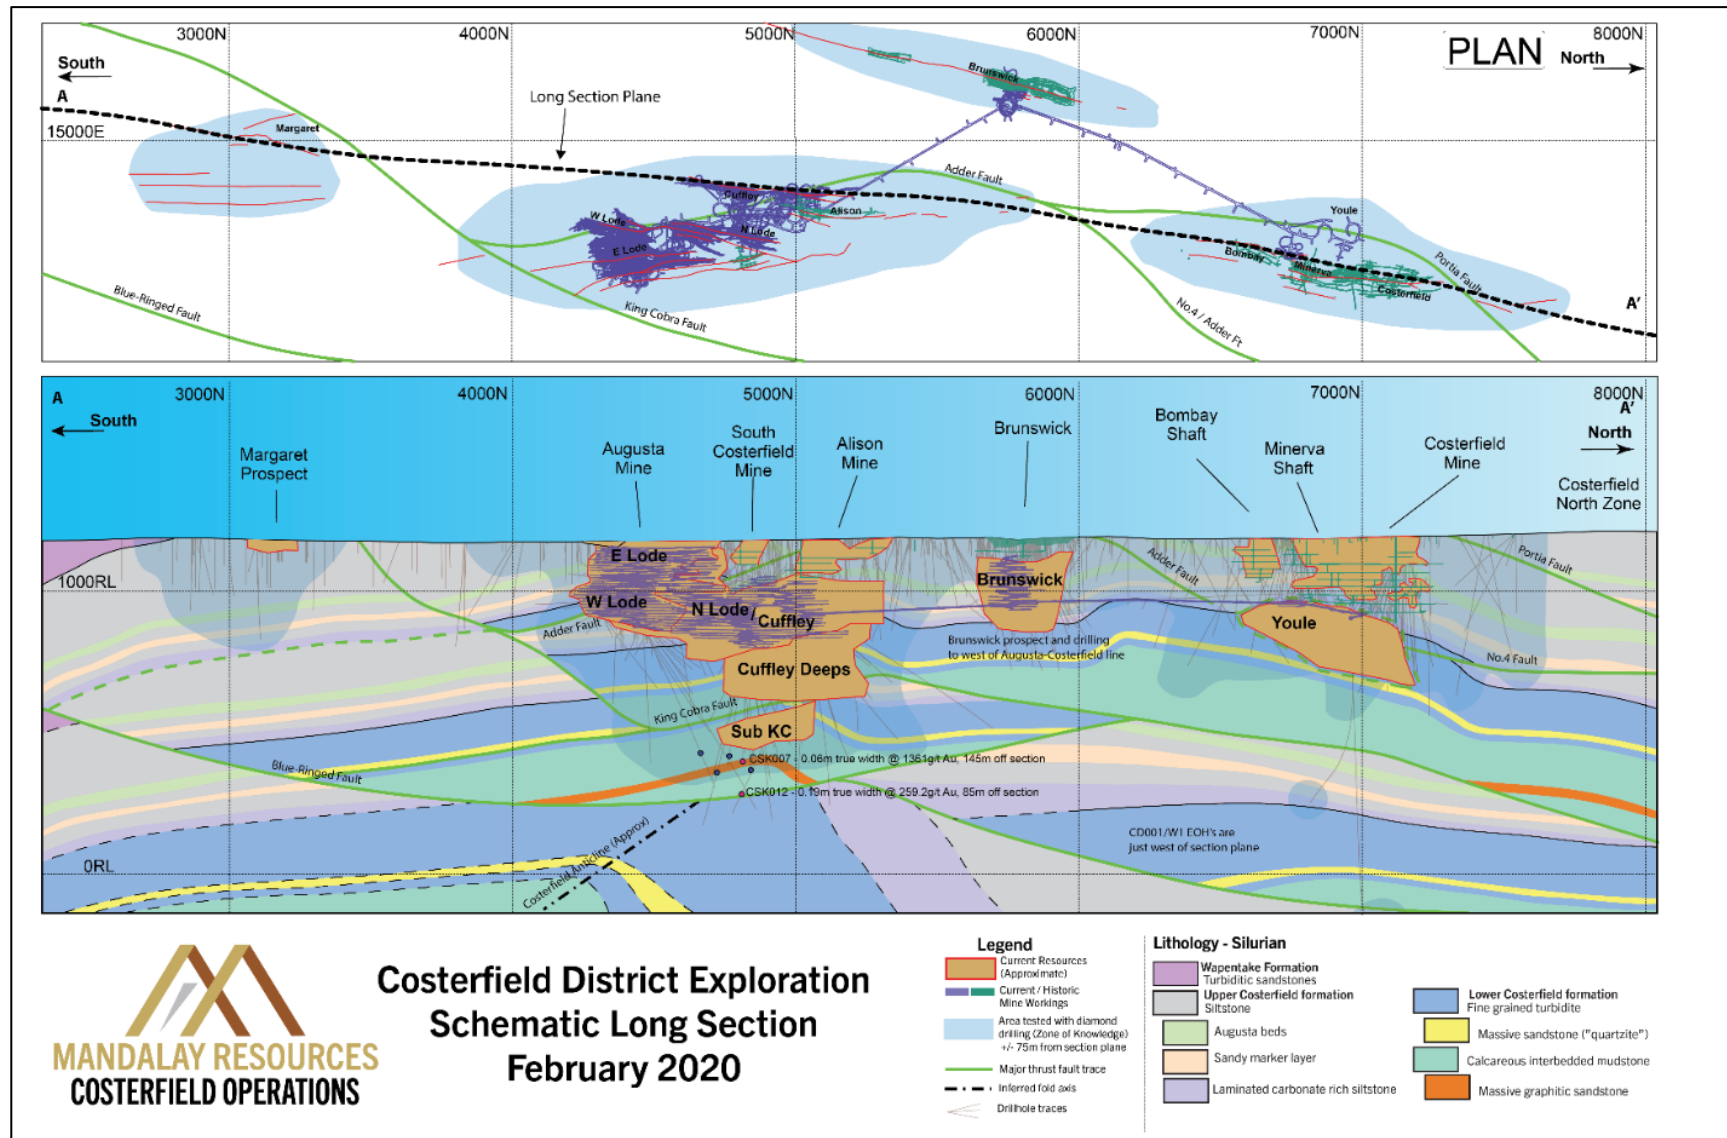 3000N
4000N
5000N
6000N
7000N
8000N
South
PLAN
North
A
Long Section Plane
15000E
Margaret
Brunswick
Adder Fault
Cuffley
Alison
W Lode
N Lode
E Lode
Youle
Bombay
Minerva
Costerfield
Portia Fault
A'
Blue-Ringed Fault
King Cobra Fault
No.4 / Adder Ft
A
3000N
4000N
5000N
6000N
7000N
8000N
A'
South
North
Margaret
Prospect
Augusta
Mine
South
Costerfield
Mine
Alison
Mine
Brunswick
Bombay
Shaft
Minerva
Shaft
Costerfield
Mine
Costerfield
North Zone
1000RL
E Lode
W Lode
N Lode /
Cuffley
Brunswick
Adder Fault
Portia Fault
Adder Fault
Youle
Brunswick prospect and drilling
to west of Augusta-Costerfield line
No.4 Fault
Cuffley Deeps
King Cobra Fault
Sub KC
Blue-Ringed Fault
CSK007 - 0.06m true width @ 1361g/t Au, 145m off section
CSK012 - 0.19m true width @ 259.2g/t Au, 85m off section
CD001/W1 EOH's are
just west of section plane
0RL
Costerfield Anticline (Approx)
MANDALAY RESOURCES
COSTERFIELD OPERATIONS
Costerfield District Exploration
Schematic Long Section
February 2020
Legend
Current Resources
(Approximate)
Current / Historic
Mine Workings
Area tested with diamond
drilling (Zone of Knowledge)
+/- 75m from section plane
Major thrust fault trace
Inferred fold axis
Drillhole traces
Lithology - Silurian
Wapentake Formation
Turbiditic sandstones
Upper Costerfield formation
Siltstone
Augusta beds
Sandy marker layer
Laminated carbonate rich siltstone
Lower Costerfield formation
Fine grained turbidite
Massive sandstone ("quartzite")
Calcareous interbedded mudstone
Massive graphitic sandstone